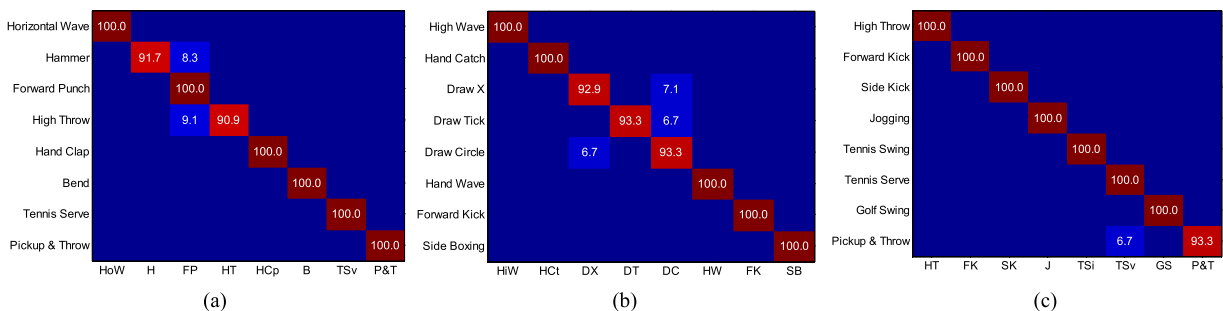 Horizontal Wave 100.0
Hammer 91.7 8.3
Forward Punch 100.0
High Throw 9.1 90.9
Hand Clap 100.0
Bend 100.0
Tennis Serve 100.0
Pickup & Throw 100.0
HoW H FP HT HCp B TSv P&T
(a)
High Wave 100.0
Hand Catch 100.0
Draw X 92.9 7.1
Draw Tick 93.3 6.7
Draw Circle 6.7 93.3
Hand Wave 100.0
Forward Kick 100.0
Side Boxing 100.0
HiW HCt DX DT DC HW FK SB
(b)
High Throw 100.0
Forward Kick 100.0
Side Kick 100.0
Jogging 100.0
Tennis Swing 100.0
Tennis Serve 100.0
Golf Swing 100.0
Pickup & Throw 6.7 93.3
HT FK SK J TSi TSv GS P&T
(c)